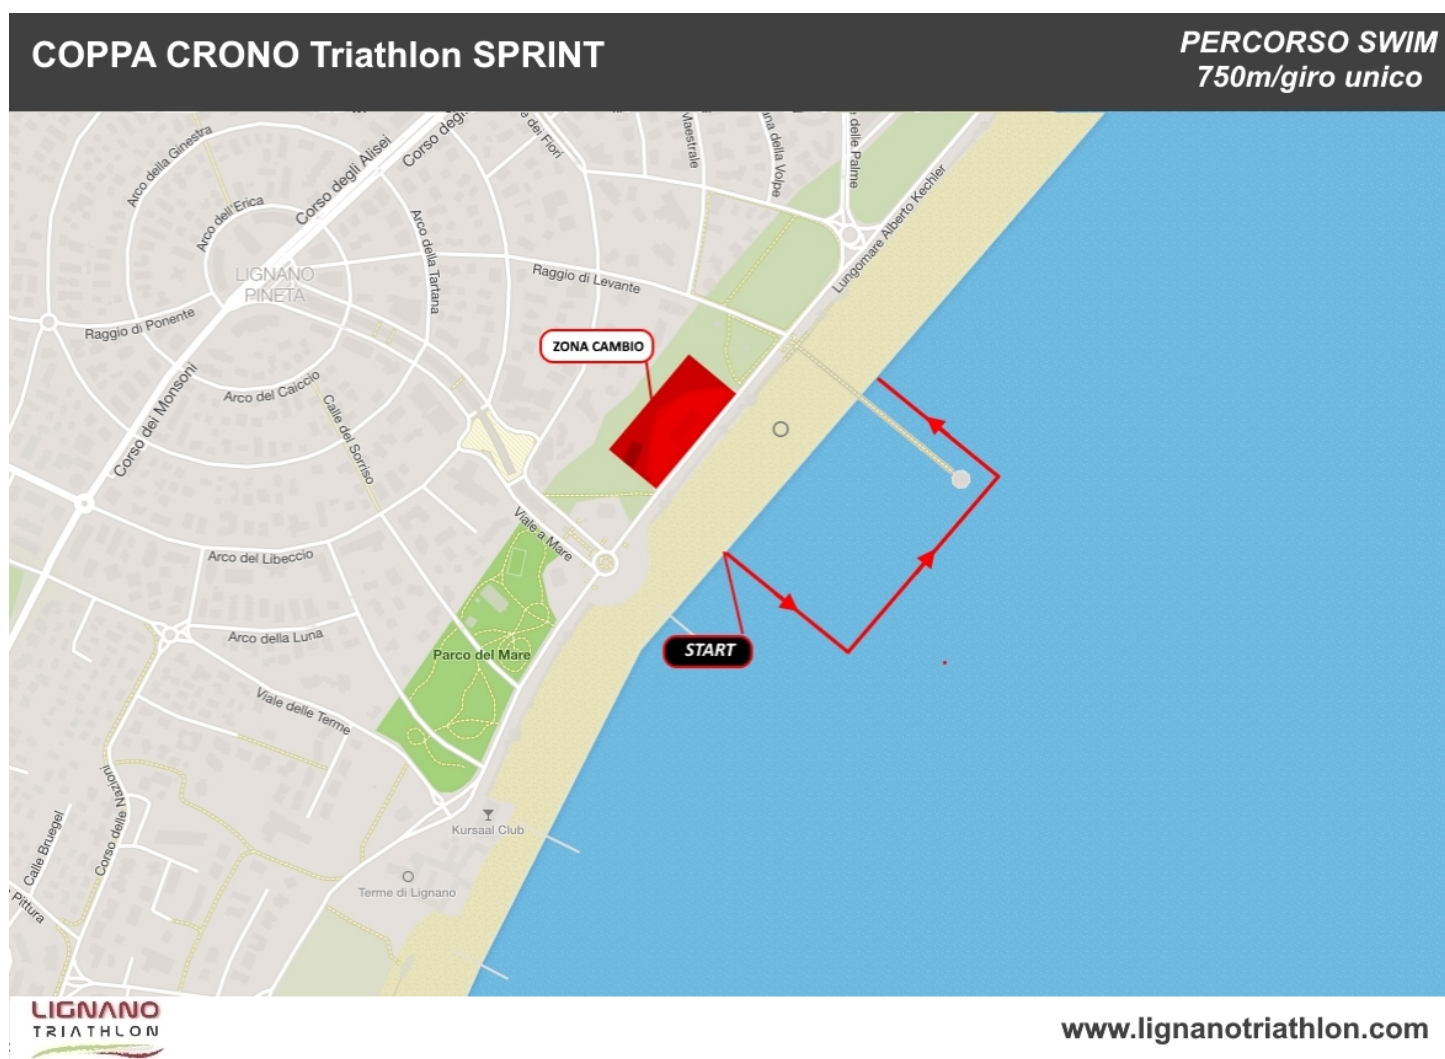 COPPA CRONO Triathlon SPRINT
PERCORSO SWIM
750m/giro unico
Arco della Ginestra
Corso degli Alisei
Corso degli
e dei Fiori
Maestrale
na della Volpe
e delle Palme
Lungomare Alberto Kechler
Arco dell'Erica
Arco della Tartana
LIGNANO
PINETA
Raggio di Levante
Raggio di Ponente
ZONA CAMBIO
Arco del Caiccio
Corso dei Monsoni
Calle del Sorriso
Viale a Mare
Arco del Libeccio
Arco della Luna
START
Parco del Mare
Viale delle Terme
Corso delle Nazioni
Calle Bruegel
Kursaal Club
Terme di Lignano
Pittura
LIGNANO
TRIATHLON
www.lignanotriathlon.com